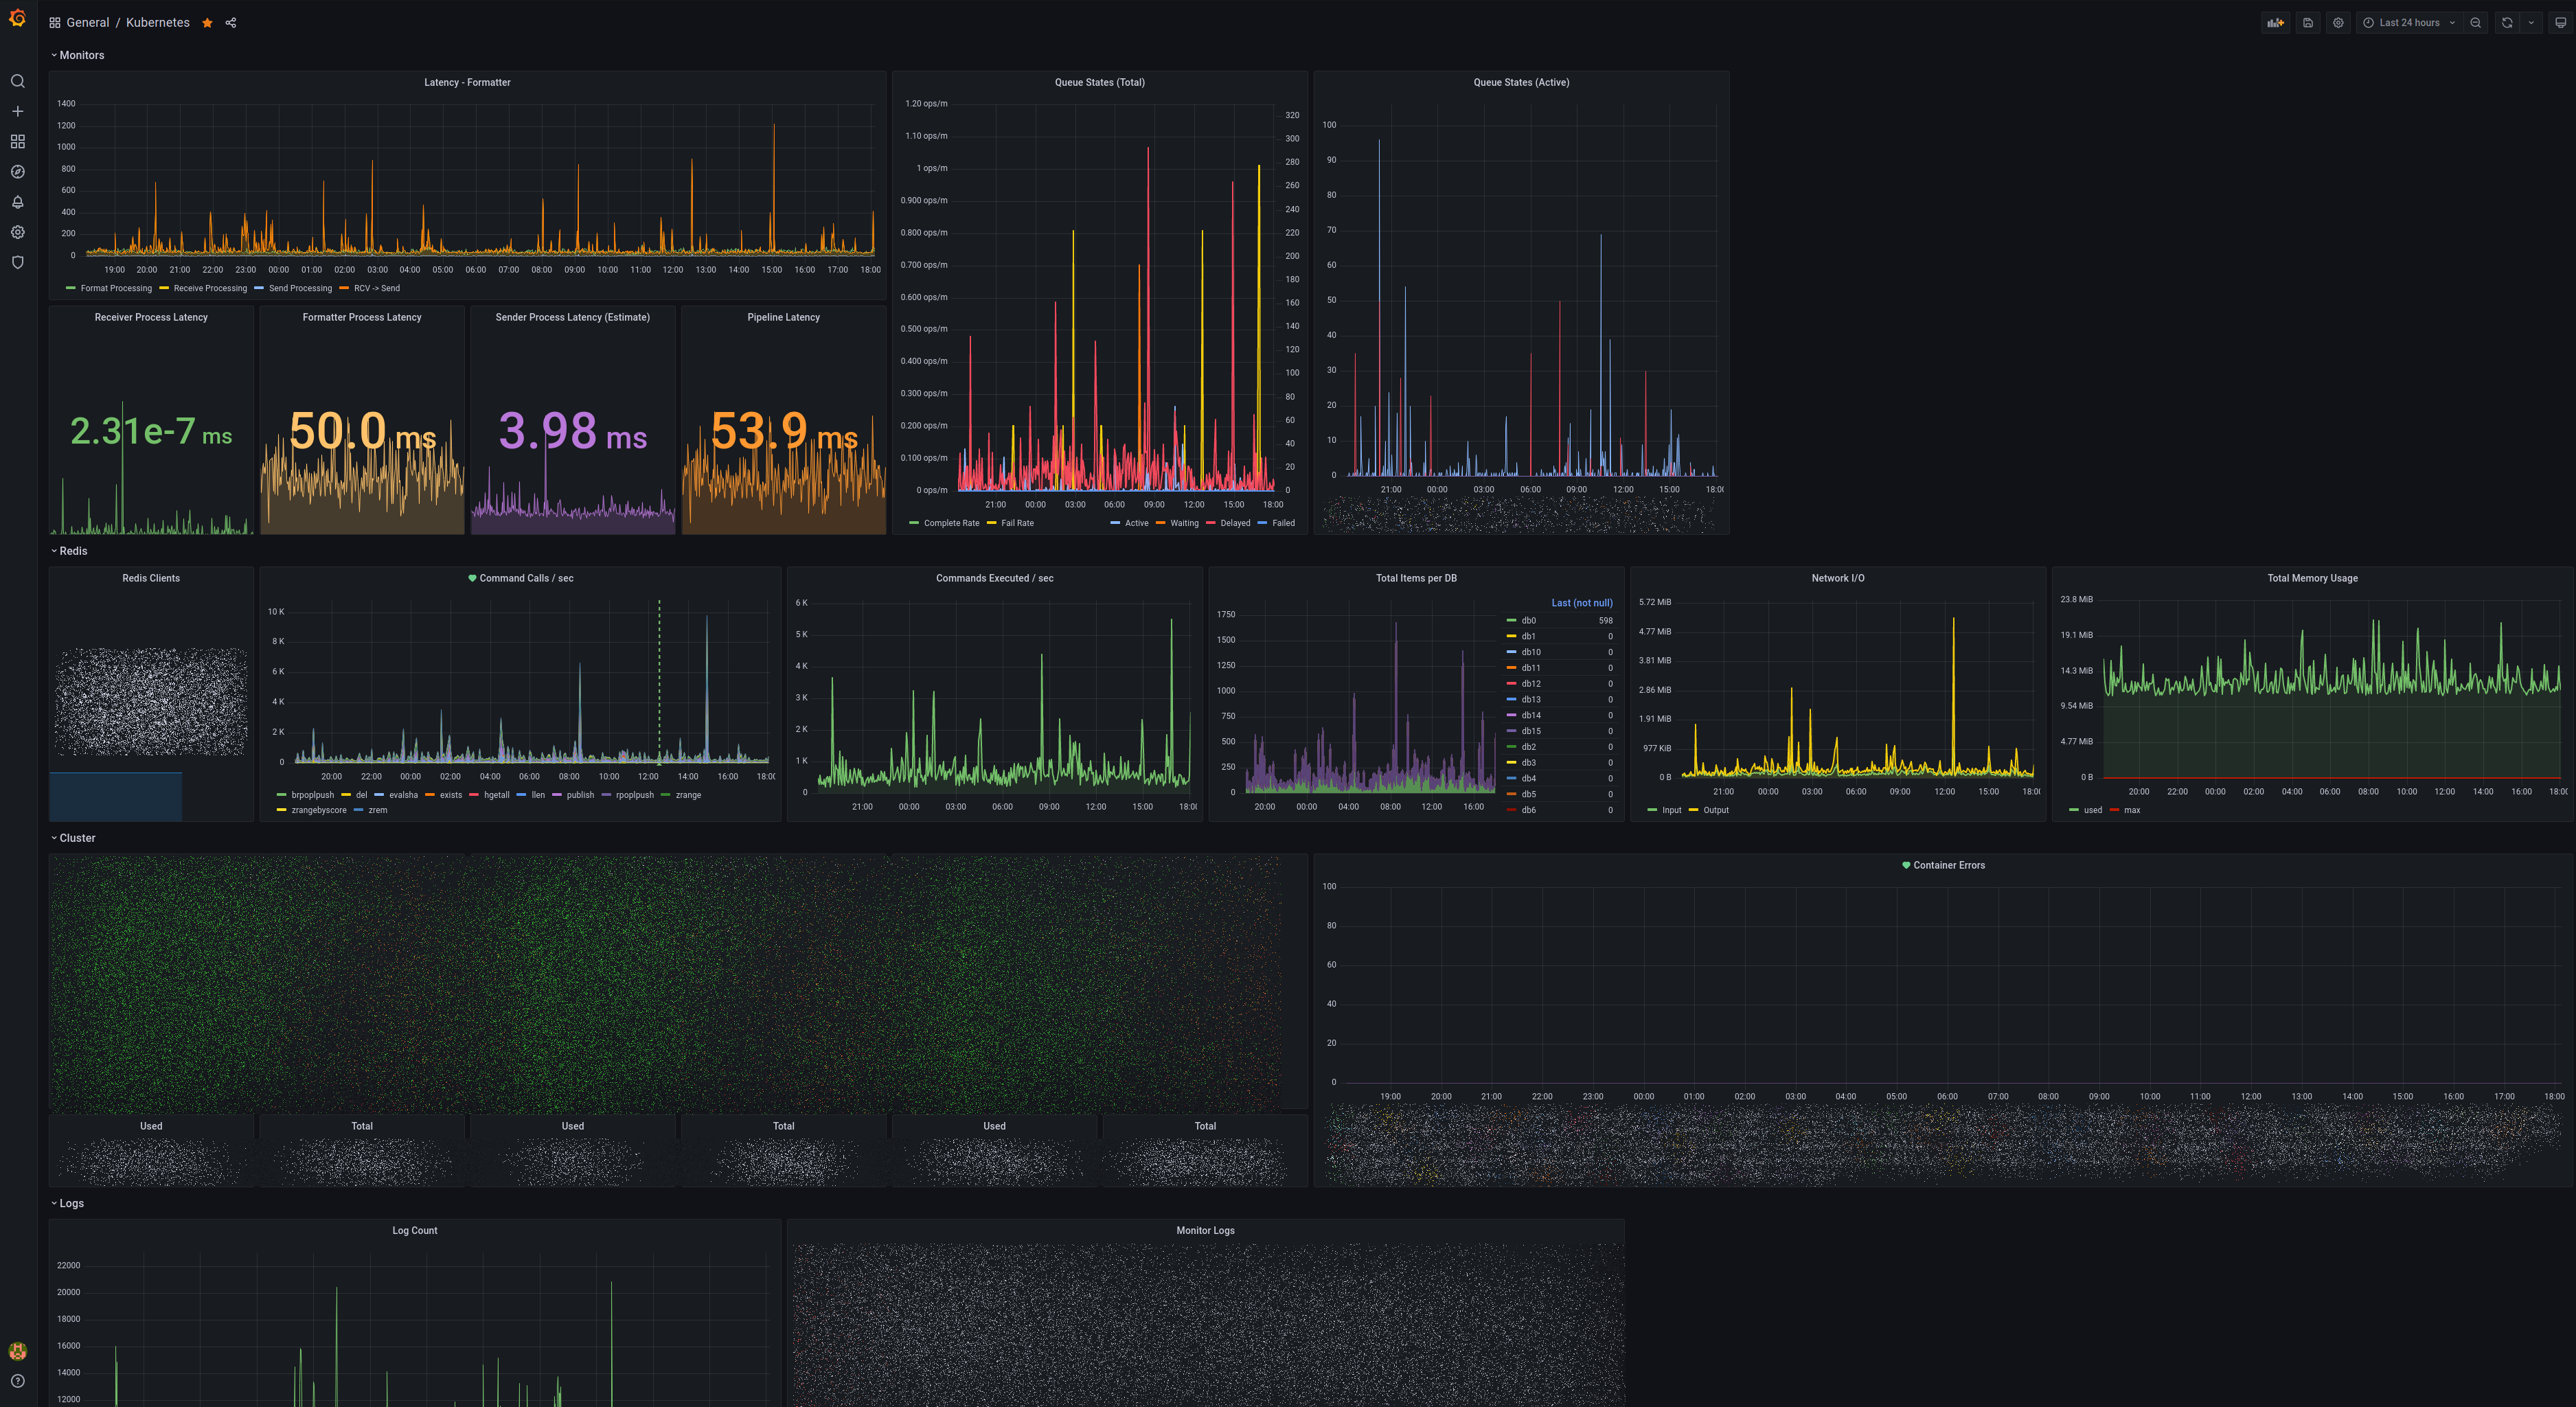 General / Kubernetes
Last 24 hours
Monitors
Latency - Formatter
1400
1200
1000
800
600
400
200
0
19:00 20:00 21:00 22:00 23:00 00:00 01:00 02:00 03:00 04:00 05:00 06:00 07:00 08:00 09:00 10:00 11:00 12:00 13:00 14:00 15:00 16:00 17:00 18:00
Format Processing Receive Processing Send Processing RCV -> Send
Queue States (Total)
1.20 ops/m
1.10 ops/m
1 ops/m
0.900 ops/m
0.800 ops/m
0.700 ops/m
0.600 ops/m
0.500 ops/m
0.400 ops/m
0.300 ops/m
0.200 ops/m
0.100 ops/m
0 ops/m
320
300
280
260
240
220
200
180
160
140
120
100
80
60
40
20
0
21:00 00:00 03:00 06:00 09:00 12:00 15:00 18:00
Complete Rate Fail Rate Active Waiting Delayed Failed
Queue States (Active)
100
90
80
70
60
50
40
30
20
10
0
21:00 00:00 03:00 06:00 09:00 12:00 15:00 18:00
Receiver Process Latency
2.31e-7 ms
Formatter Process Latency
50.0 ms
Sender Process Latency (Estimate)
3.98 ms
Pipeline Latency
53.9 ms
Redis
Redis Clients
Command Calls / sec
10 K
8 K
6 K
4 K
2 K
0
20:00 22:00 00:00 02:00 04:00 06:00 08:00 10:00 12:00 14:00 16:00 18:00
brpoplpush del evalsha exists hgetall llen publish rpoplpush zrange
zrangebyscore zrem
Commands Executed / sec
6 K
5 K
4 K
3 K
2 K
1 K
0
21:00 00:00 03:00 06:00 09:00 12:00 15:00 18:00
Total Items per DB
1750
1500
1250
1000
750
500
250
0
20:00 00:00 04:00 08:00 12:00 16:00
Last (not null)
db0 598
db1 0
db10 0
db11 0
db12 0
db13 0
db14 0
db15 0
db2 0
db3 0
db4 0
db5 0
db6 0
Network I/O
5.72 MiB
4.77 MiB
3.81 MiB
2.86 MiB
1.91 MiB
977 KiB
0 B
21:00 00:00 03:00 06:00 09:00 12:00 15:00 18:00
Input Output
Total Memory Usage
23.8 MiB
19.1 MiB
14.3 MiB
9.54 MiB
4.77 MiB
0 B
20:00 22:00 00:00 02:00 04:00 06:00 08:00 10:00 12:00 14:00 16:00 18:00
used max
Cluster
Container Errors
100
80
60
40
20
0
19:00 20:00 21:00 22:00 23:00 00:00 01:00 02:00 03:00 04:00 05:00 06:00 07:00 08:00 09:00 10:00 11:00 12:00 13:00 14:00 15:00 16:00 17:00 18:00
Used Total Used Total Used Total
Logs
Log Count
22000
20000
18000
16000
14000
12000
Monitor Logs